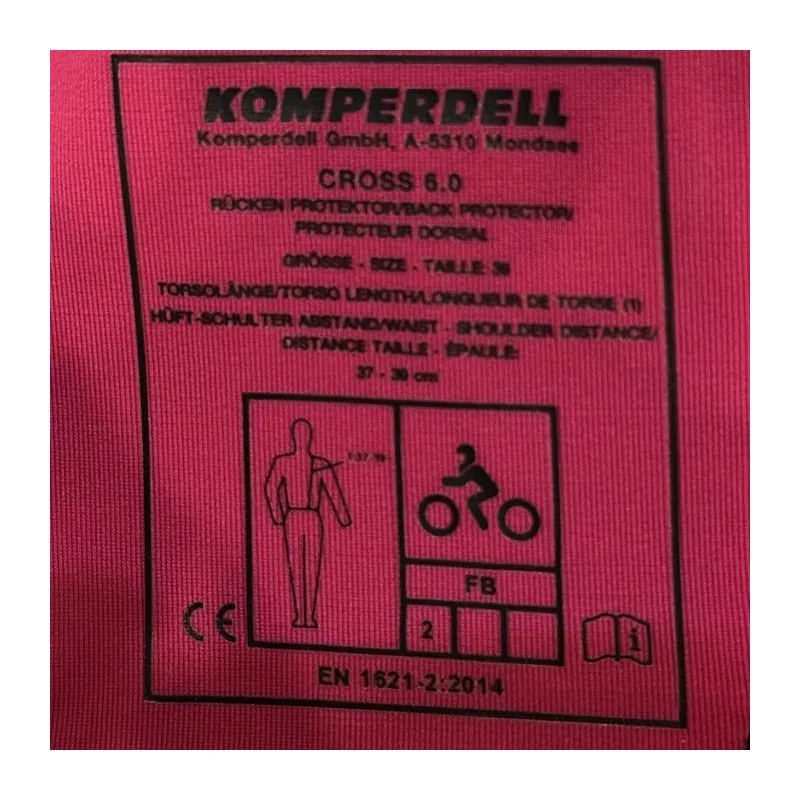 KOMPERDELL
Komperdell GmbH, A-5310 Mondsee
CROSS 6.0
RÜCKEN PROTEKTOR/BACK PROTECTOR/
PROTECTEUR DORSAL
GRÖSSE - SIZE - TAILLE:
TORSOLÄNGE/TORSO LENGTH/LONGUEUR DE TORSE (1)
HÜFT-SCHULTER ABSTAND/WAIST - SHOULDER DISTANCE/
DISTANCE TAILLE - ÉPAULE:
37 - 39 cm
FB
2
CE
i
EN 1621-2:2014